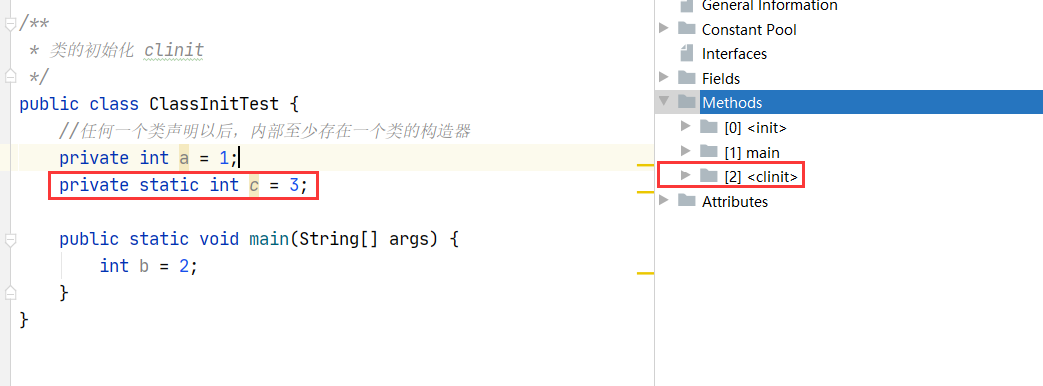 /**
* 类的初始化 clinit
*/
public class ClassInitTest {
//任何一个类声明以后，内部至少存在一个类的构造器
private int a = 1;
private static int c = 3;
public static void main(String[] args) {
int b = 2;
}
}
General Information
Constant Pool
Interfaces
Fields
Methods
[0] <init>
[1] main
[2] <clinit>
Attributes